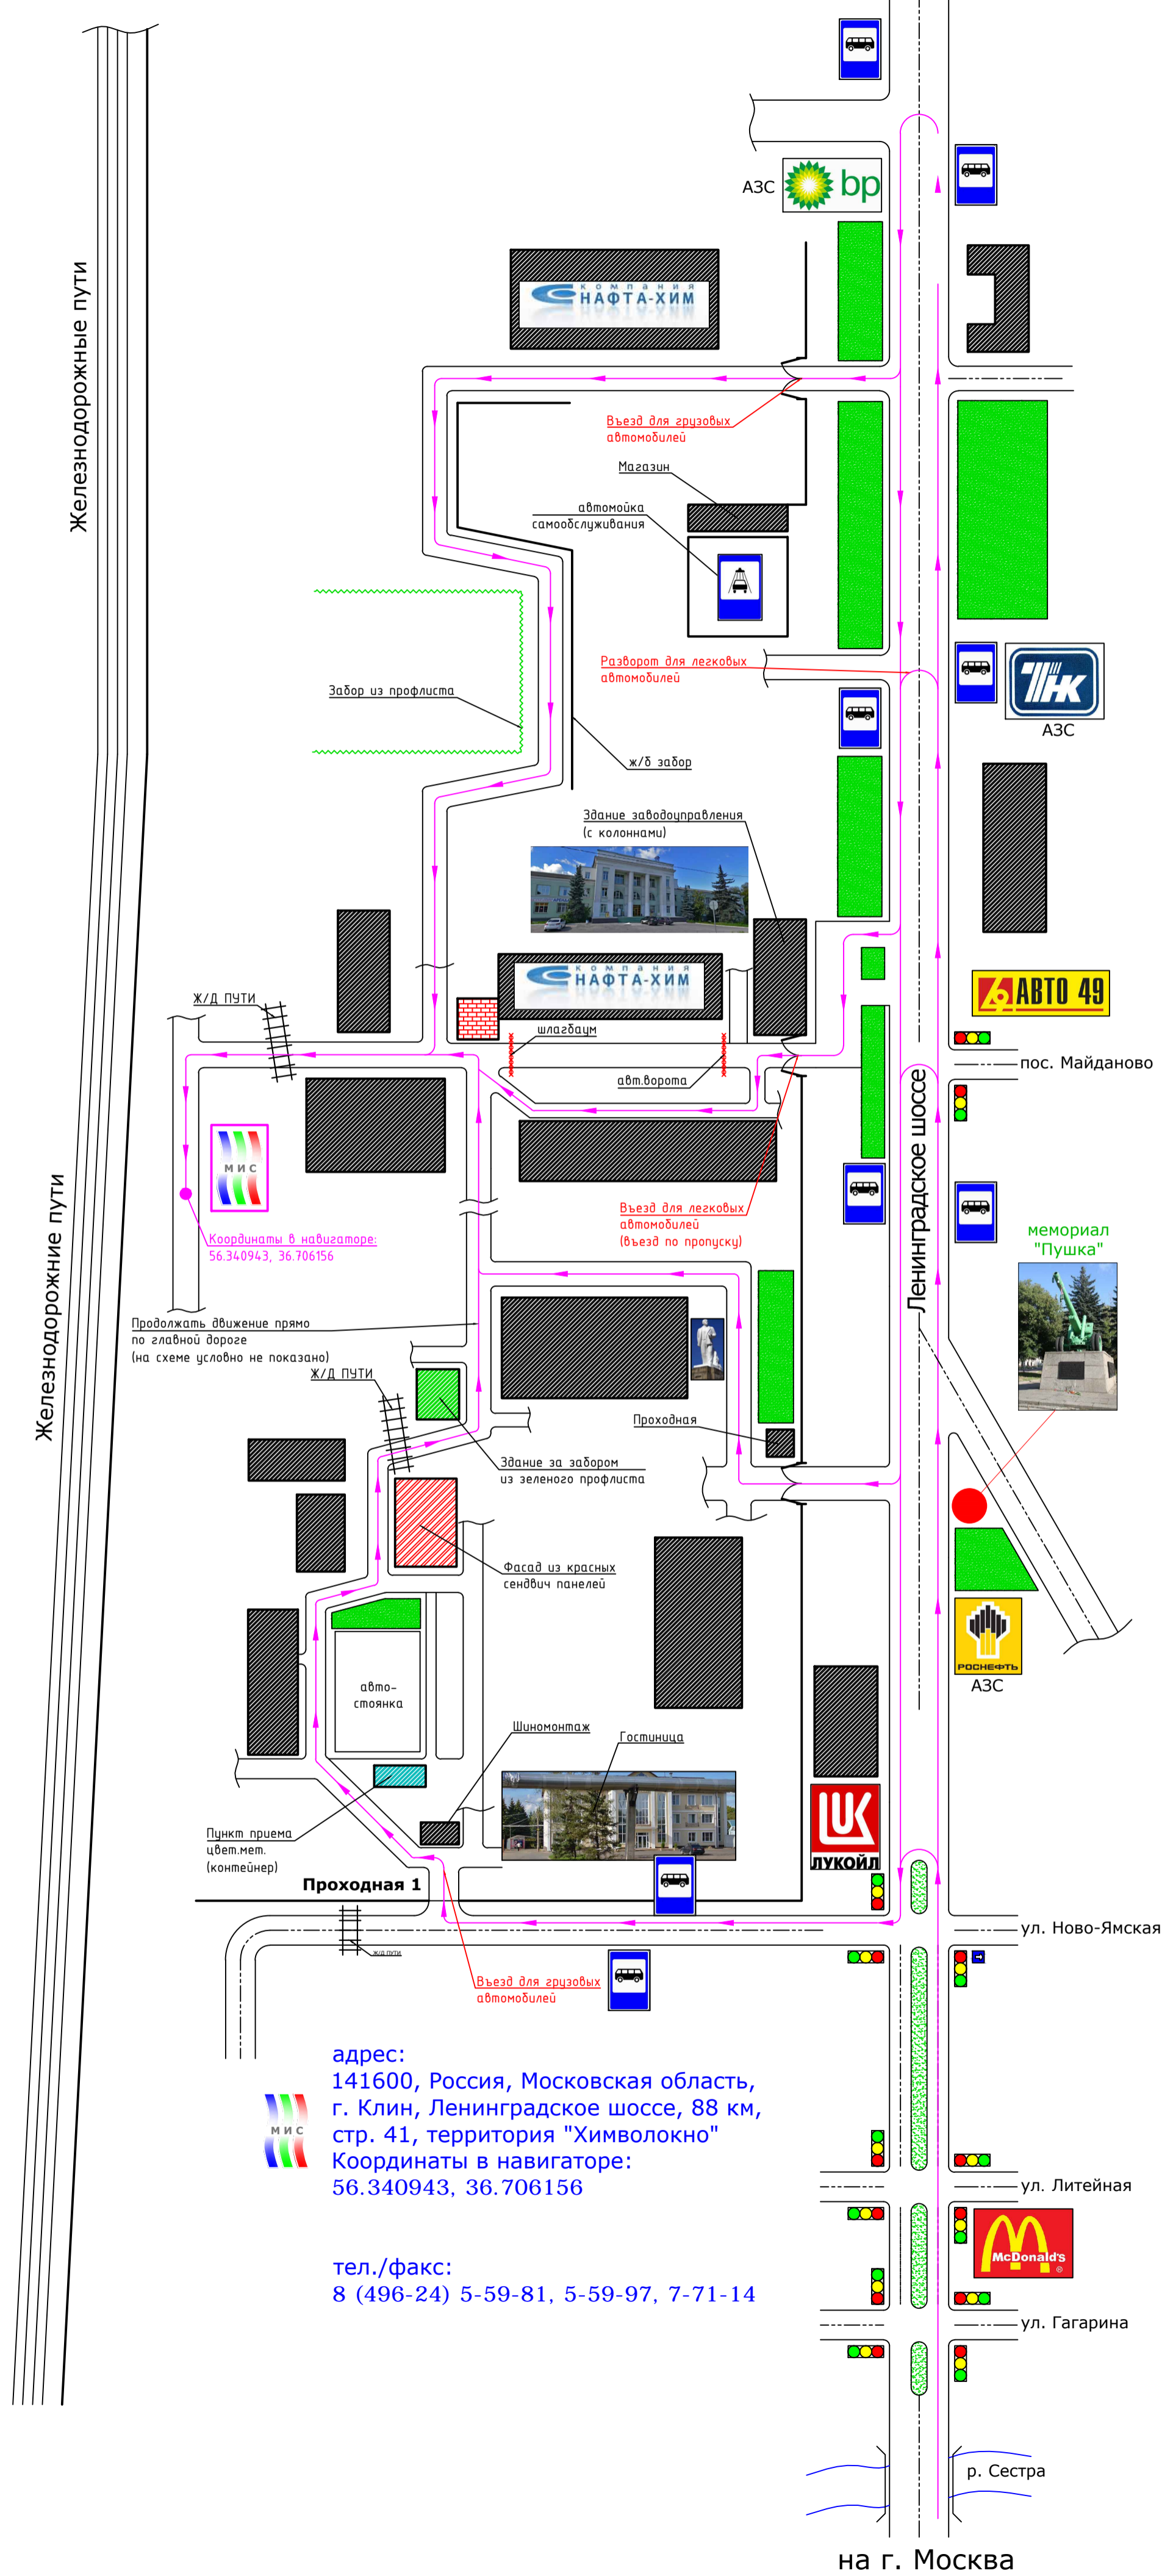 АЗС
bp
Железнодорожные пути
компания
НАФТА-ХИМ
Въезд для грузовых
автомобилей
Магазин
автомойка
самообслуживания
Разворот для легковых
автомобилей
ТНК
АЗС
Забор из профлиста
ж/б забор
Здание заводоуправления
(с колоннами)
компания
НАФТА-ХИМ
АВТО 49
Ж/Д ПУТИ
шлагбаум
авт.ворота
пос. Майданово
Ленинградское шоссе
МИС
Координаты в навигаторе:
56.340943, 36.706156
Въезд для легковых
автомобилей
(въезд по пропуску)
мемориал
"Пушка"
Железнодорожние пути
Продолжать движение прямо
по главной дороге
(на схеме условно не показано)
Ж/Д ПУТИ
Проходная
Здание за забором
из зеленого профлиста
Фасад из красных
сендвич панелей
РОСНЕФТЬ
АЗС
авто-
стоянка
Шиномонтаж
Гостиница
Пункт приема
цвет.мет.
(контейнер)
LUK
ЛУКОЙЛ
Проходная 1
ул. Ново-Ямская
Ж/Д ПУТИ
Въезд для грузовых
автомобилей
адрес:
141600, Россия, Московская область,
г. Клин, Ленинградское шоссе, 88 км,
стр. 41, территория "Химволокно"
Координаты в навигаторе:
56.340943, 36.706156
МИС
ул. Литейная
McDonald's
тел./факс:
8 (496-24) 5-59-81, 5-59-97, 7-71-14
ул. Гагарина
р. Сестра
на г. Москва